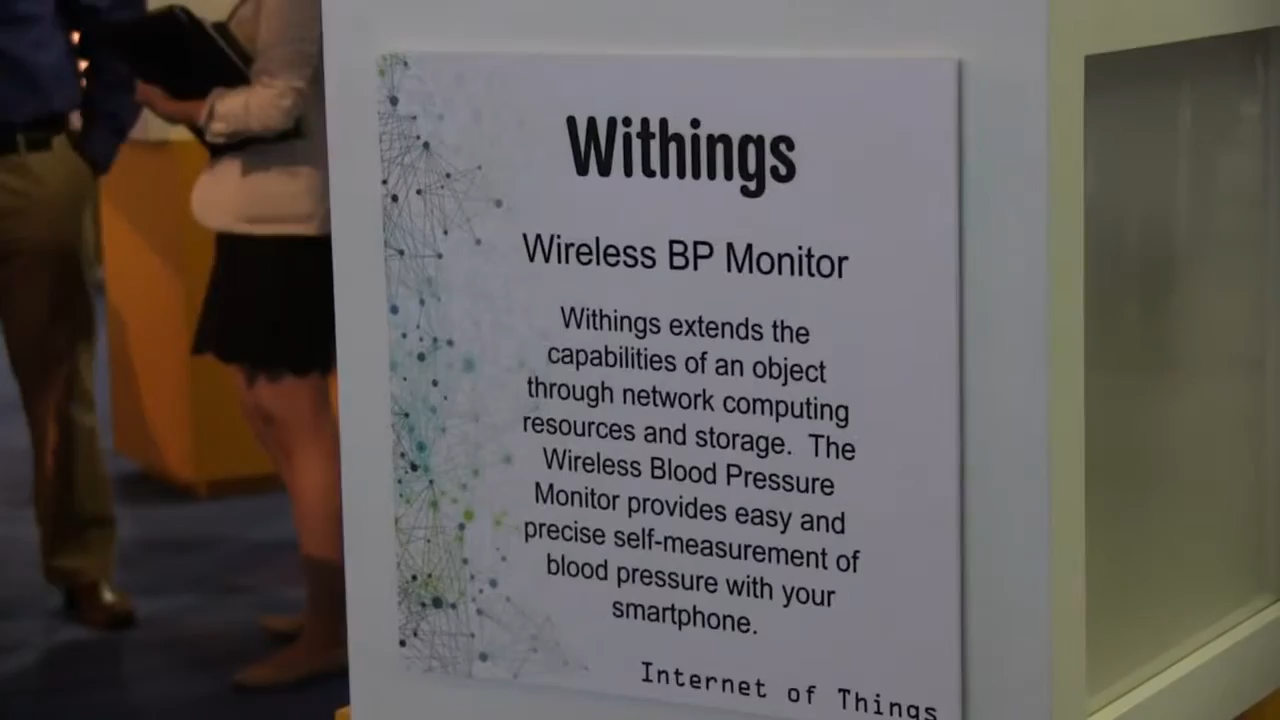 Withings
Wireless BP Monitor
Withings extends the
capabilities of an object
through network computing
resources and storage.  The
Wireless Blood Pressure
Monitor provides easy and
precise self-measurement of
blood pressure with your
smartphone.
Internet of Things